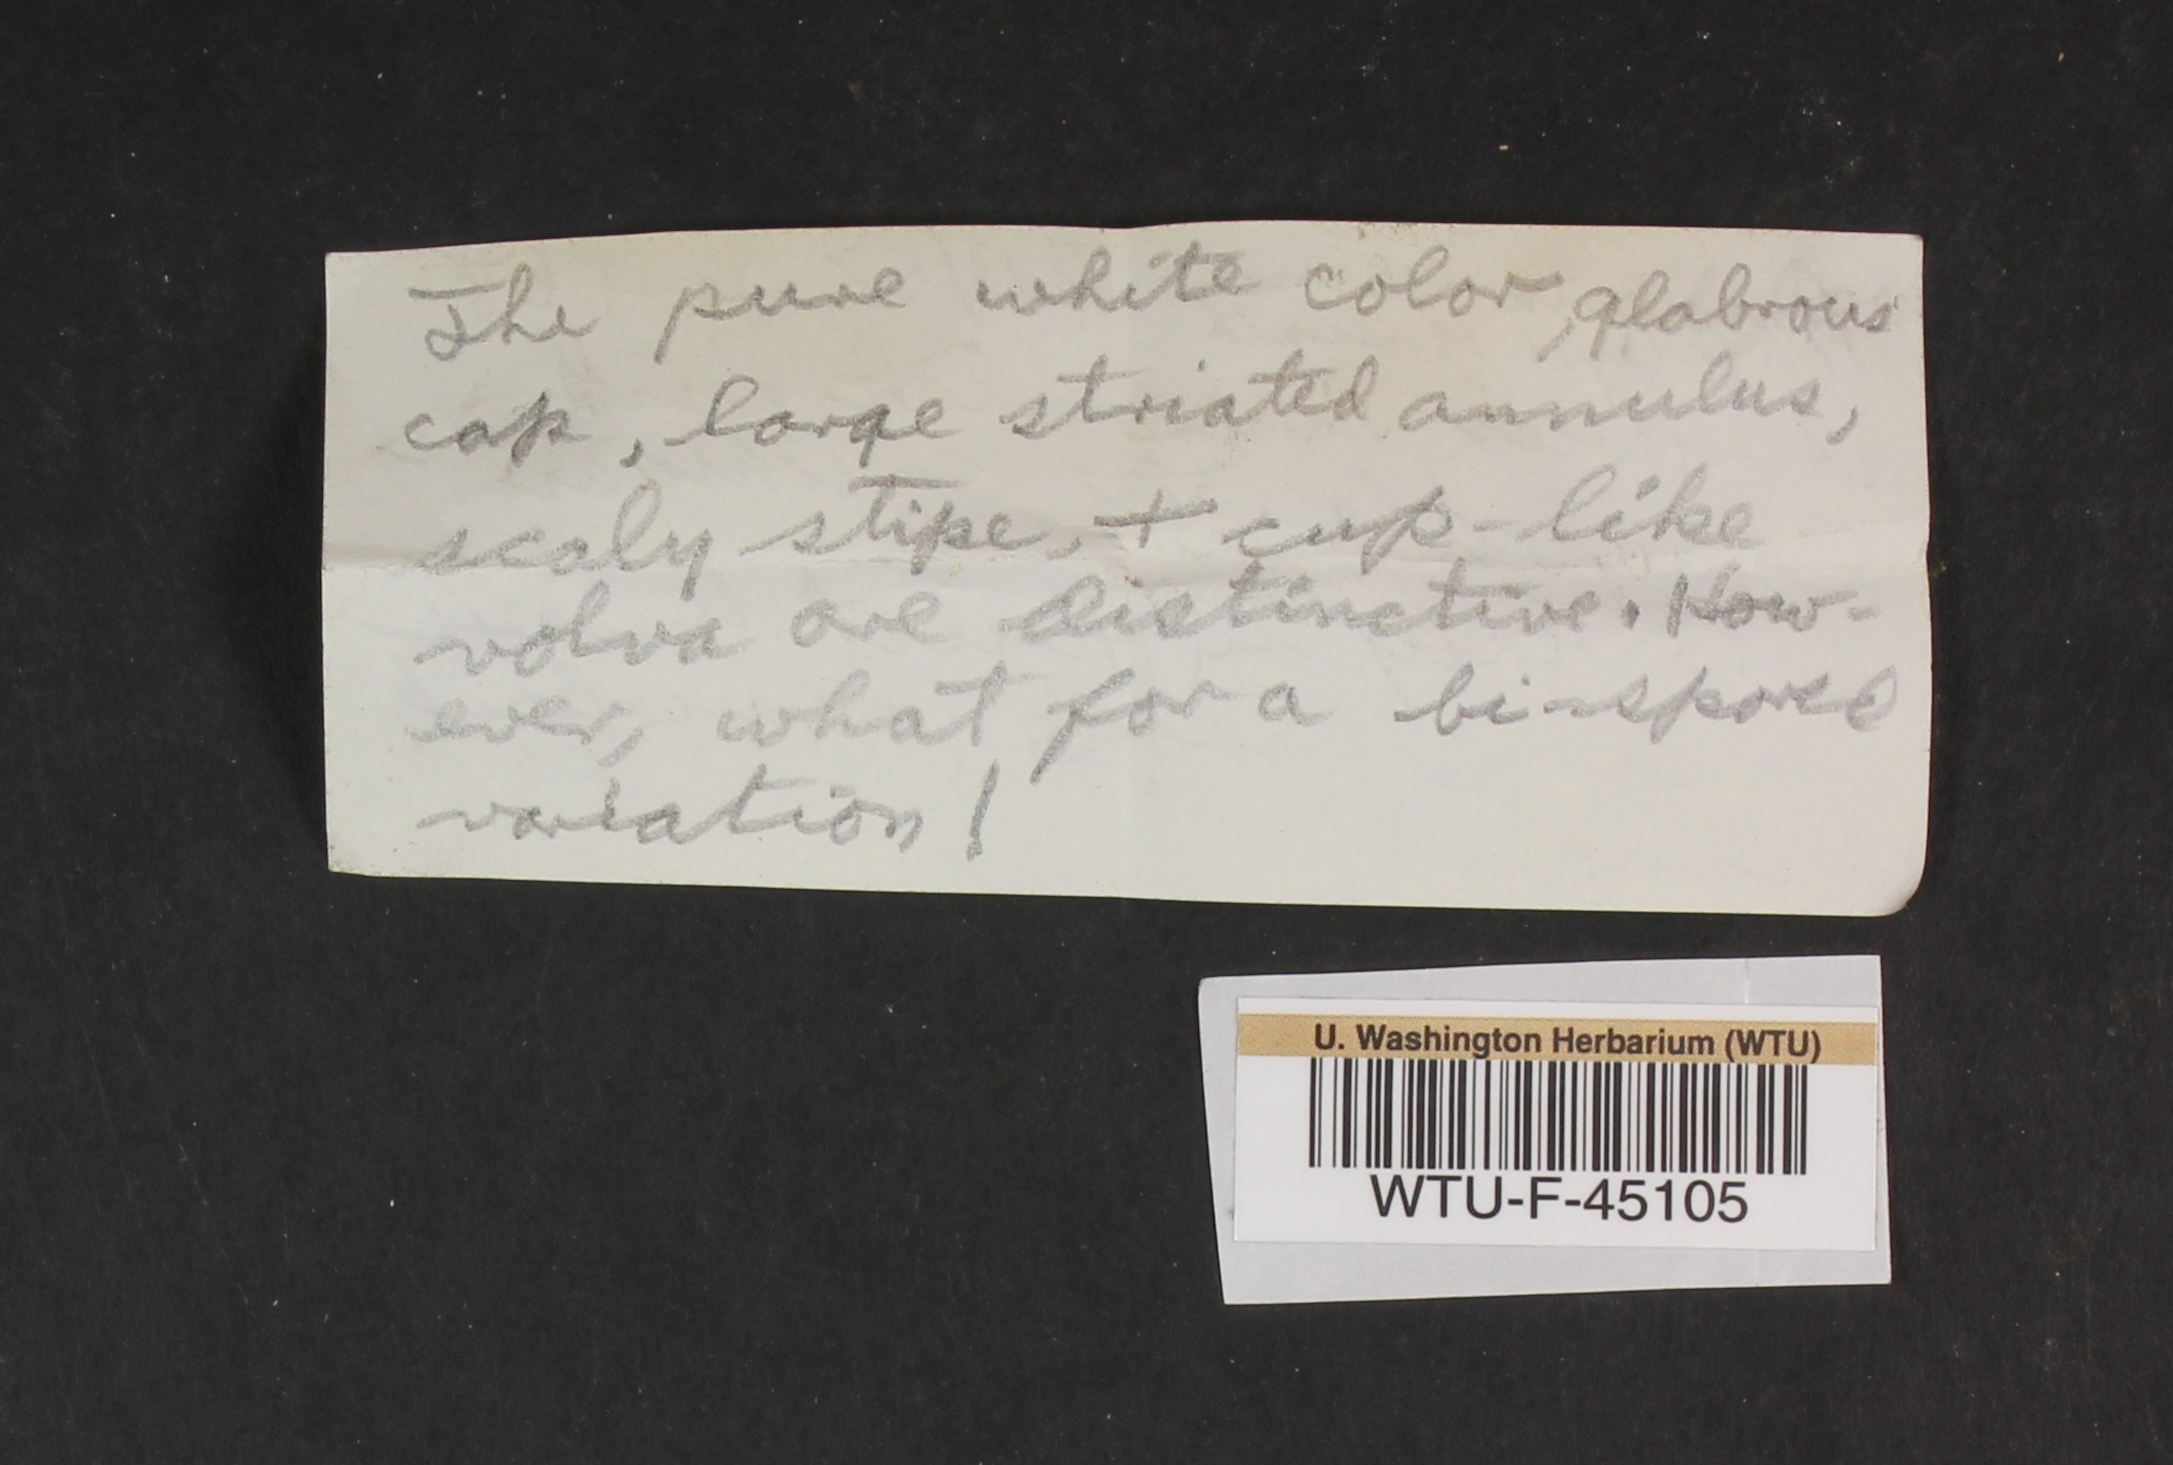 The pure white color, glabrous
cap, large striated annulus,
scaly stipe, + cup-like
volva are distinctive. How-
ever, what for a bi-spored
variation!
U. Washington Herbarium (WTU)
WTU-F-45105